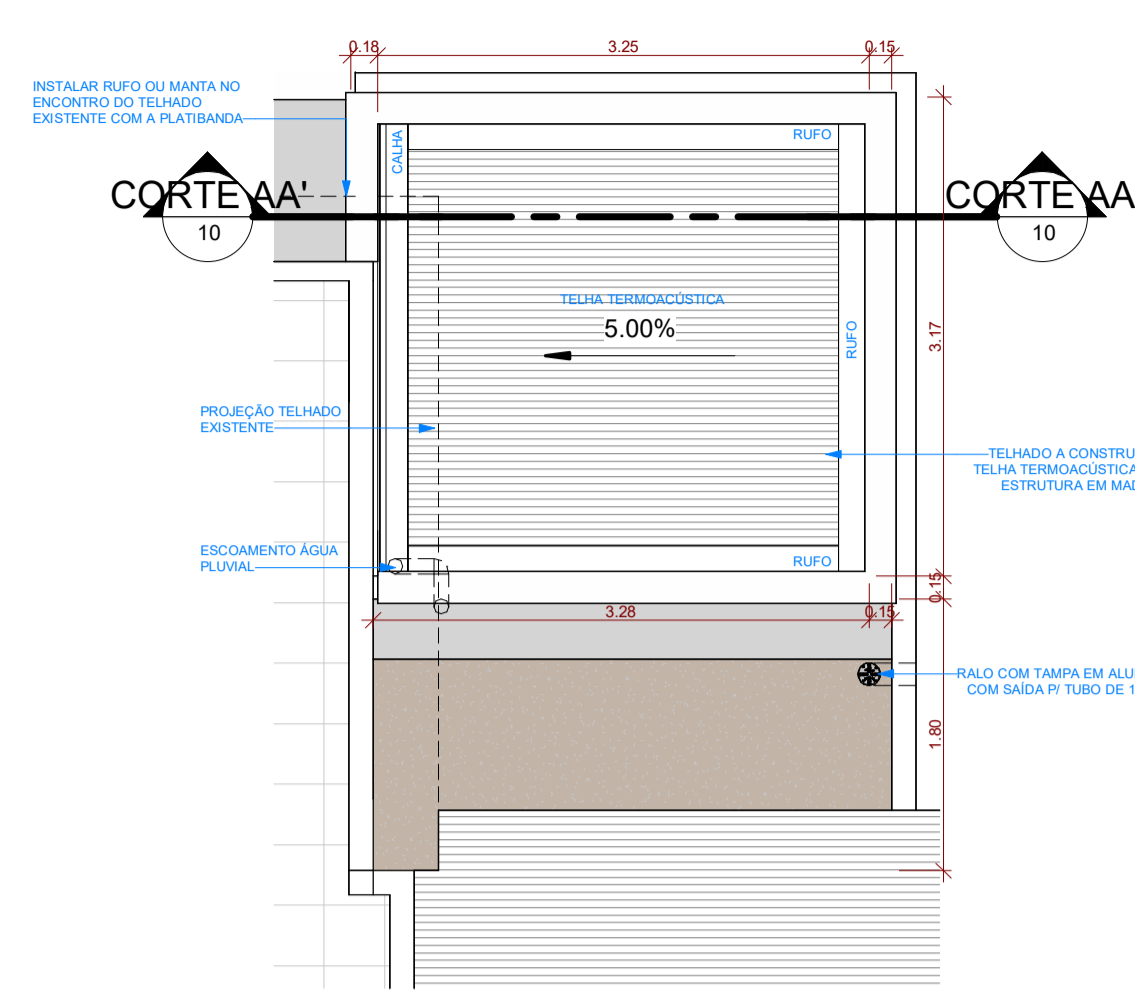 0.18
3.25
0.15
INSTALAR RUFO OU MANTA NO
ENCONTRO DO TELHADO
EXISTENTE COM A PLATIBANDA
CALHA
RUFO
CORTE AA'
10
CORTE AA
10
TELHA TERMOACÚSTICA
5.00%
RUFO
3.17
PROJEÇÃO TELHADO
EXISTENTE
TELHADO A CONSTRU
TELHA TERMOACÚSTICA
ESTRUTURA EM MAD
ESCOAMENTO ÁGUA
PLUVIAL
RUFO
0.15
3.28
0.15
RALO COM TAMPA EM ALU
COM SAÍDA P/ TUBO DE 1
1.80